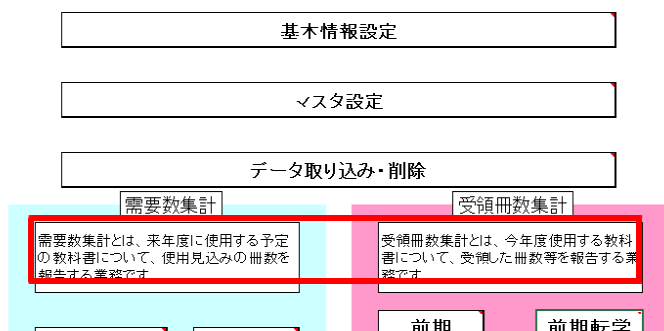 基本情報設定
マスタ設定
データ取り込み・削除
需要数集計
需要数集計とは、来年度に使用する予定
の教科書について、使用見込みの冊数を
報告する業務です
受領冊数集計
受領冊数集計とは、今年度使用する教科
書について、受領した冊数等を報告する業
務です
前期
前期転学